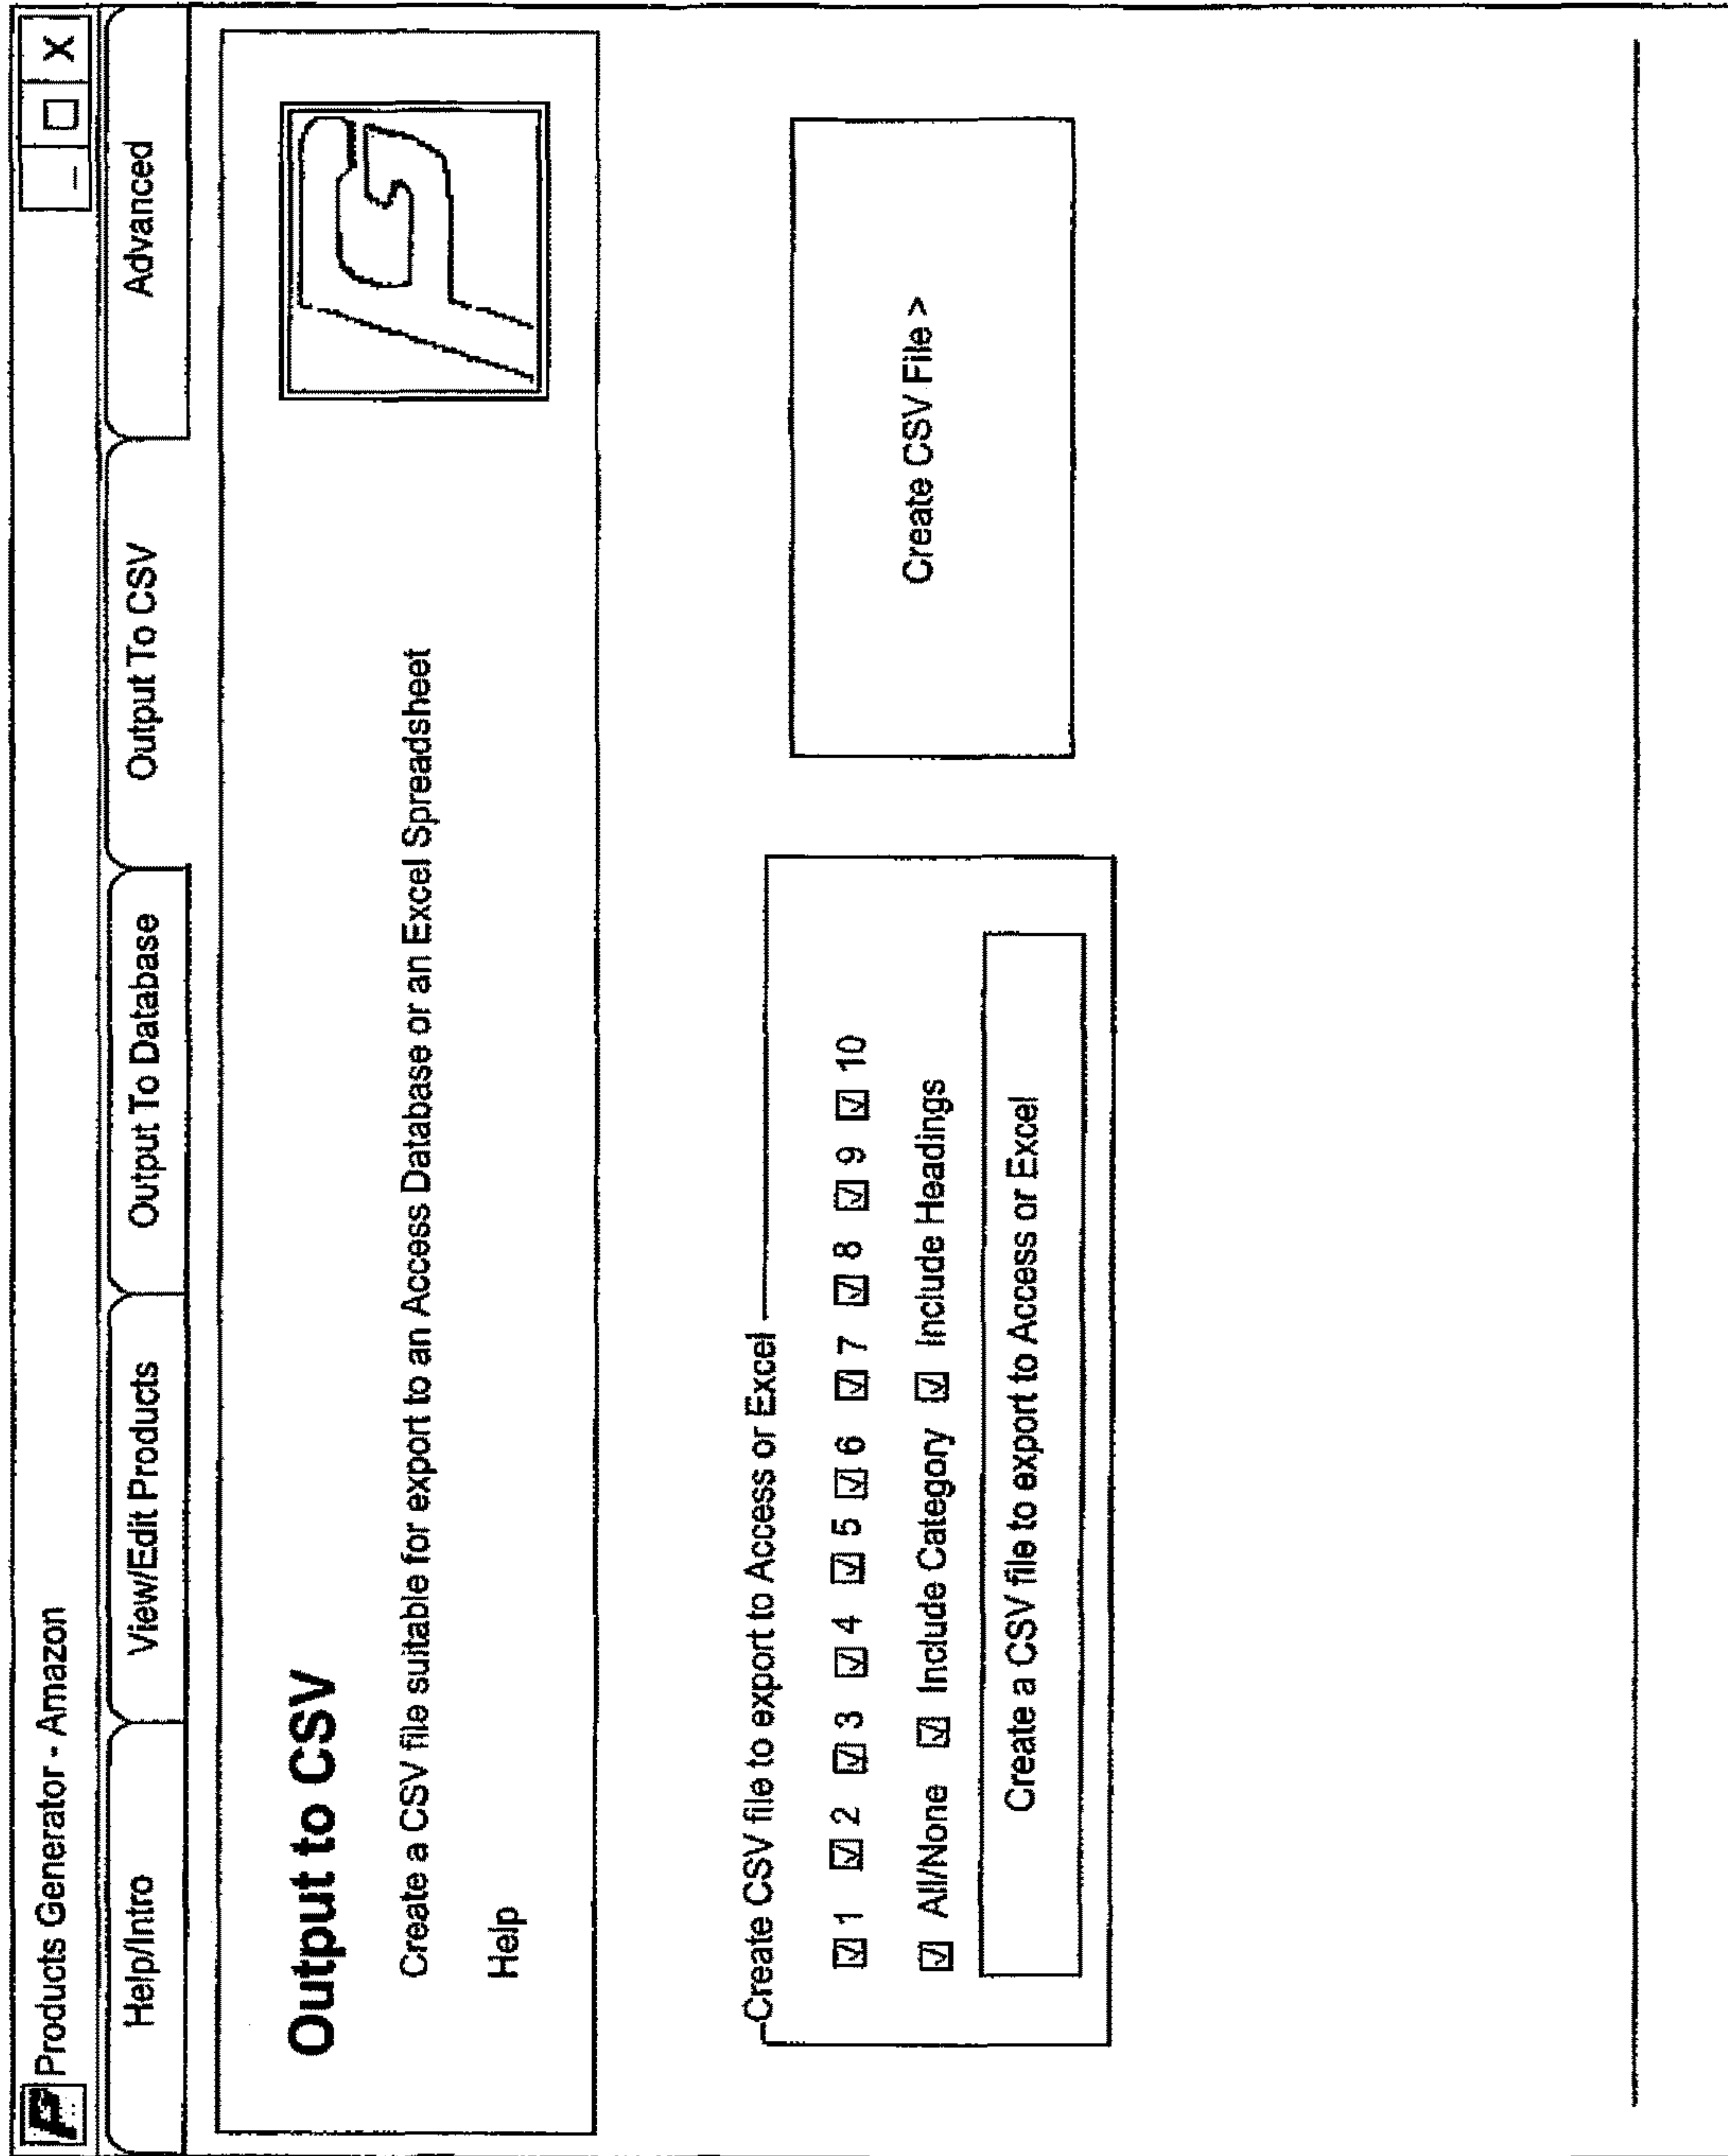 Products Generator - Amazon
_ □ X
Help/Intro View/Edit Products Output To Database Output To CSV Advanced
Output to CSV
Create a CSV file suitable for export to an Access Database or an Excel Spreadsheet
Help
Create CSV file to export to Access or Excel
☑ 1 ☑ 2 ☑ 3 ☑ 4 ☑ 5 ☑ 6 ☑ 7 ☑ 8 ☑ 9 ☑ 10
☑ All/None ☑ Include Category ☑ Include Headings
Create a CSV file to export to Access or Excel
Create CSV File >